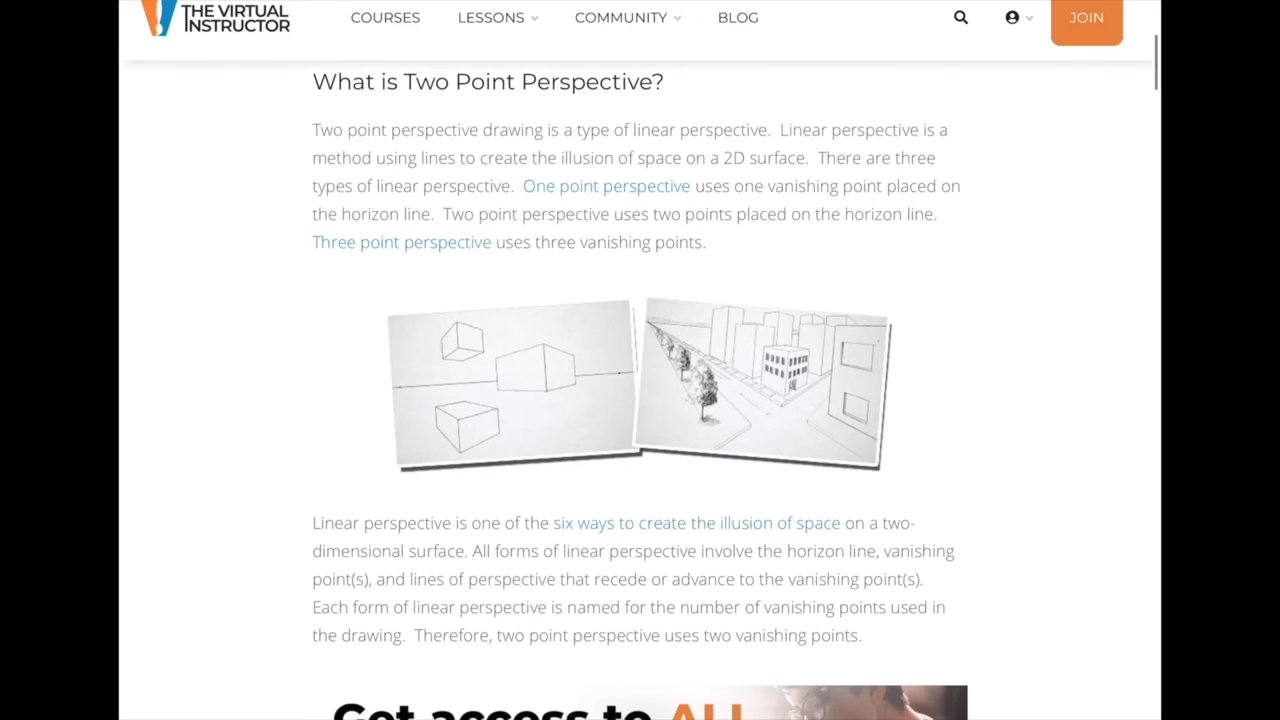 THE VIRTUAL
INSTRUCTOR
COURSES LESSONS COMMUNITY BLOG JOIN
What is Two Point Perspective?
Two point perspective drawing is a type of linear perspective. Linear perspective is a
method using lines to create the illusion of space on a 2D surface. There are three
types of linear perspective. One point perspective uses one vanishing point placed on
the horizon line. Two point perspective uses two points placed on the horizon line.
Three point perspective uses three vanishing points.
Linear perspective is one of the six ways to create the illusion of space on a two-
dimensional surface. All forms of linear perspective involve the horizon line, vanishing
point(s), and lines of perspective that recede or advance to the vanishing point(s).
Each form of linear perspective is named for the number of vanishing points used in
the drawing. Therefore, two point perspective uses two vanishing points.
Get access to ALL